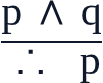 p ∧ q
∴ p